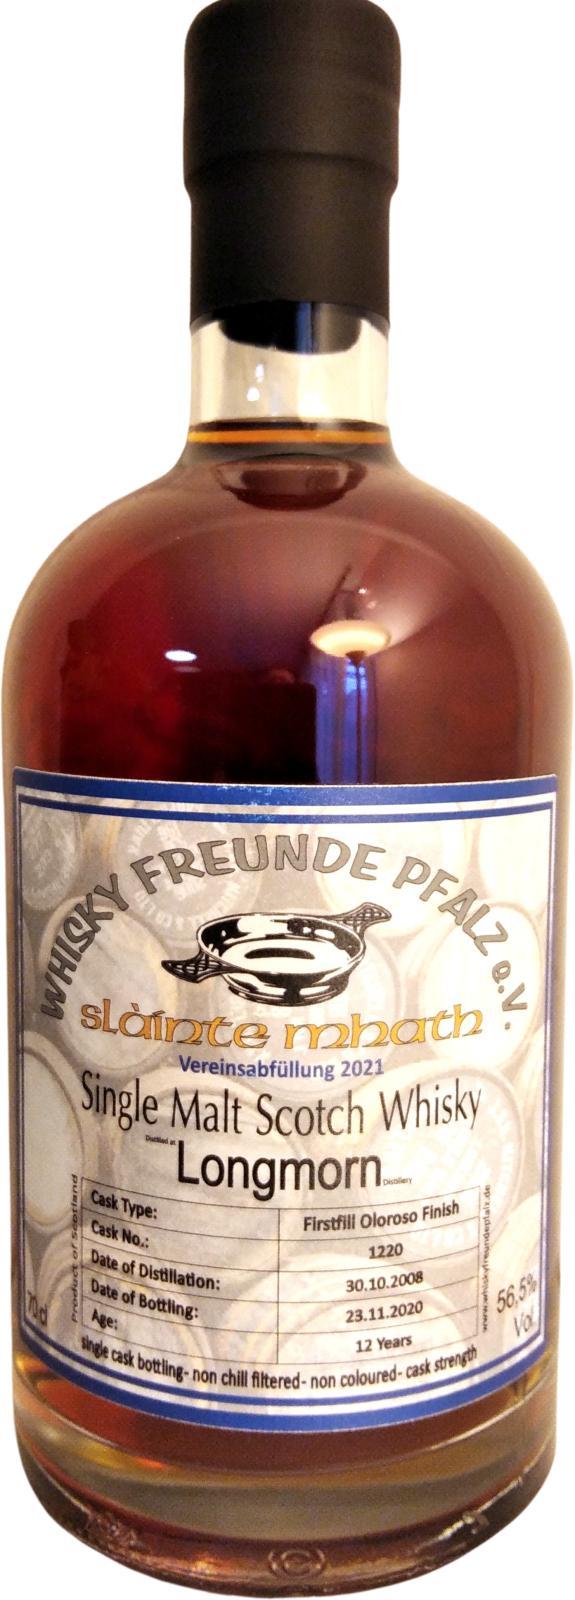 WHISKY FREUNDE PFALZ e.V.
slàinte mhath
Vereinsabfüllung 2021
Single Malt Scotch Whisky
Distilled at Longmorn Distillery
Cask Type: Firstfill Oloroso Finish
Cask No.: 1220
Date of Distillation: 30.10.2008
Date of Bottling: 23.11.2020
Age: 12 Years
Product of Scotland
www.whiskyfreundepfalz.de
70cl
56,5%
Vol.
single cask bottling- non chill filtered- non coloured- cask strength